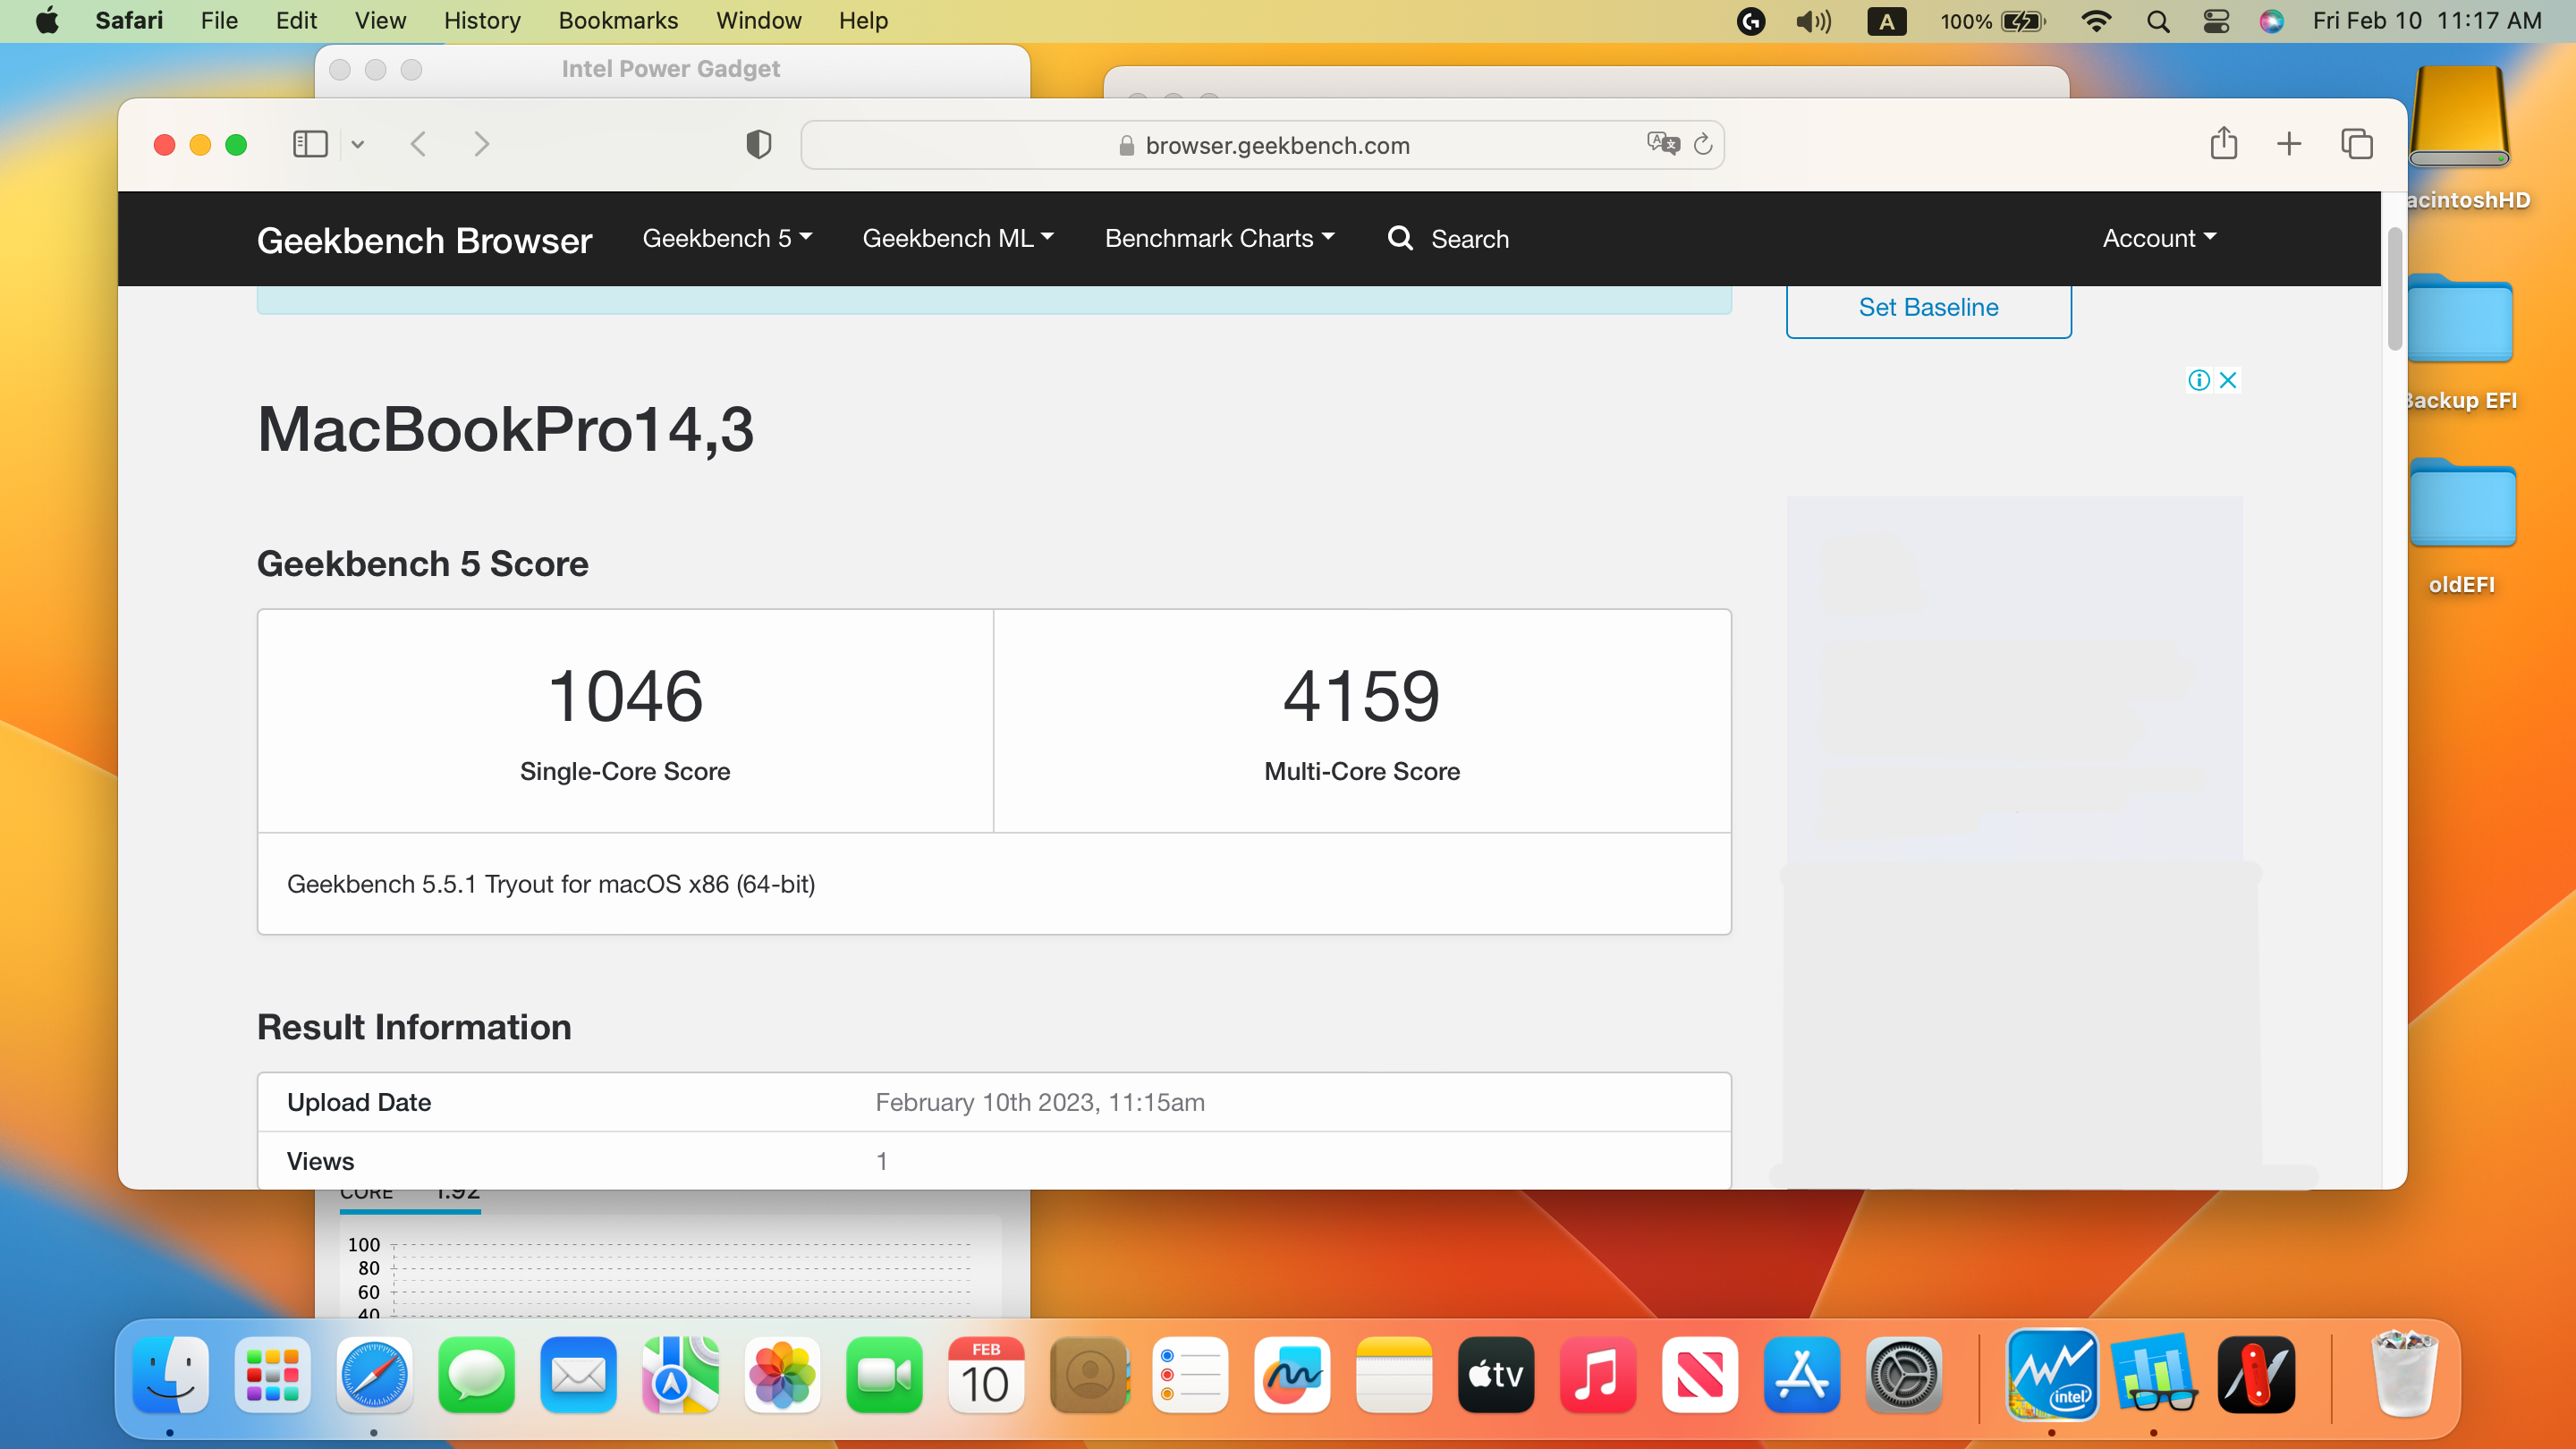 Safari File Edit View History Bookmarks Window Help A 100% Fri Feb 10 11:17 AM
Intel Power Gadget
browser.geekbench.com
Geekbench Browser Geekbench 5 Geekbench ML Benchmark Charts Search Account
Set Baseline
acintoshHD
MacBookPro14,3
Backup EFI
Geekbench 5 Score
oldEFI
1046 4159
Single-Core Score Multi-Core Score
Geekbench 5.5.1 Tryout for macOS x86 (64-bit)
Result Information
Upload Date February 10th 2023, 11:15am
Views 1
CORE 1.92
100
80
60
40
FEB
10
tv
intel